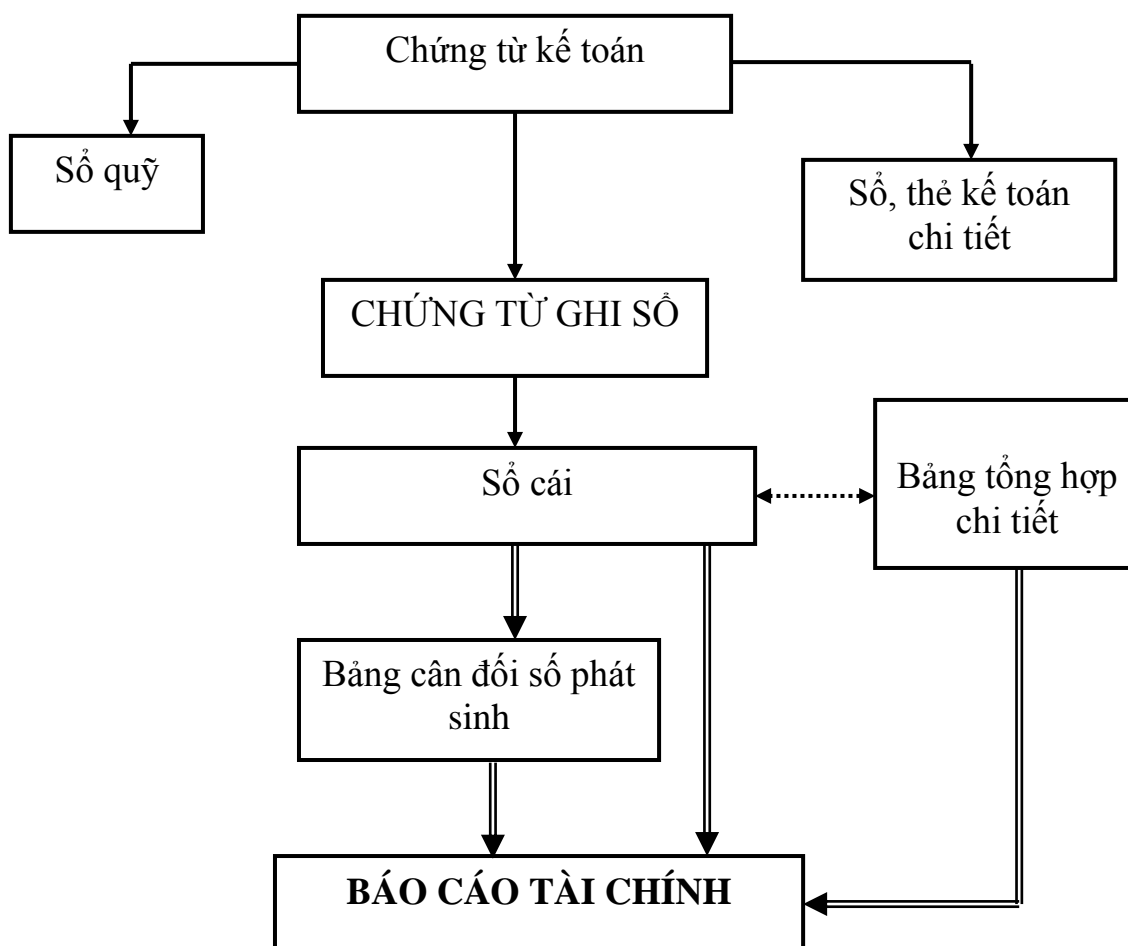 Chứng từ kế toán
Sổ quỹ
Sổ, thẻ kế toán
chi tiết
CHỨNG TỪ GHI SỔ
Sổ cái
Bảng tổng hợp
chi tiết
Bảng cân đối số phát
sinh
BÁO CÁO TÀI CHÍNH